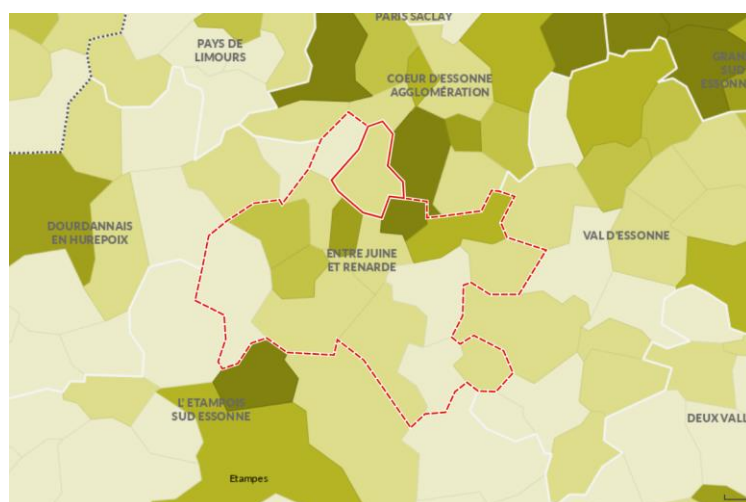 PARIS SACLAY
PAYS DE
LIMOURS
COEUR D'ESSONNE
AGGLOMÉRATION
SUD
DOURDANNAIS
EN HUREPOIX
ENTRE JUINE
ET RENARDE
VAL D'ESSONNE
SUD ESSONNE
Etampes